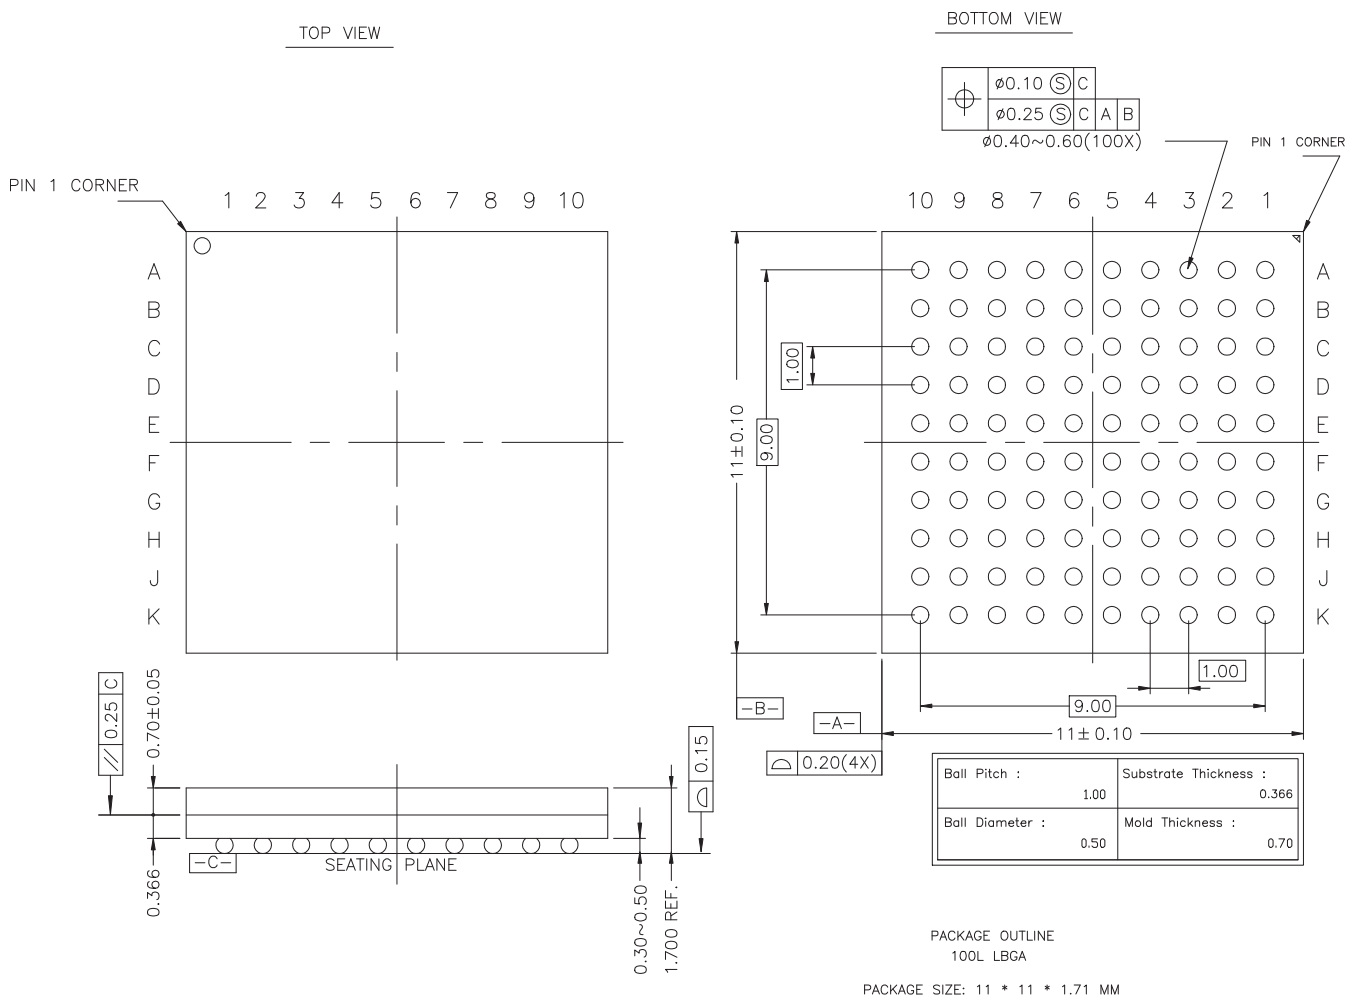 TOP VIEW
BOTTOM VIEW
⌀0.10 Ⓢ C
⌀0.25 Ⓢ C A B
⌀0.40~0.60(100X)
PIN 1 CORNER
PIN 1 CORNER
1 2 3 4 5 6 7 8 9 10
10 9 8 7 6 5 4 3 2 1
A
B
C
D
E
F
G
H
J
K
A
B
C
D
E
F
G
H
J
K
1.00
9.00
11±0.10
1.00
9.00
11±0.10
-B-
-A-
0.20(4X)
// 0.25 C
0.70±0.05
0.366
-C-
SEATING PLANE
0.15
0.30~0.50
1.700 REF.
Ball Pitch :
1.00
Substrate Thickness :
0.366
Ball Diameter :
0.50
Mold Thickness :
0.70
PACKAGE OUTLINE
100L LBGA
PACKAGE SIZE: 11 * 11 * 1.71 MM